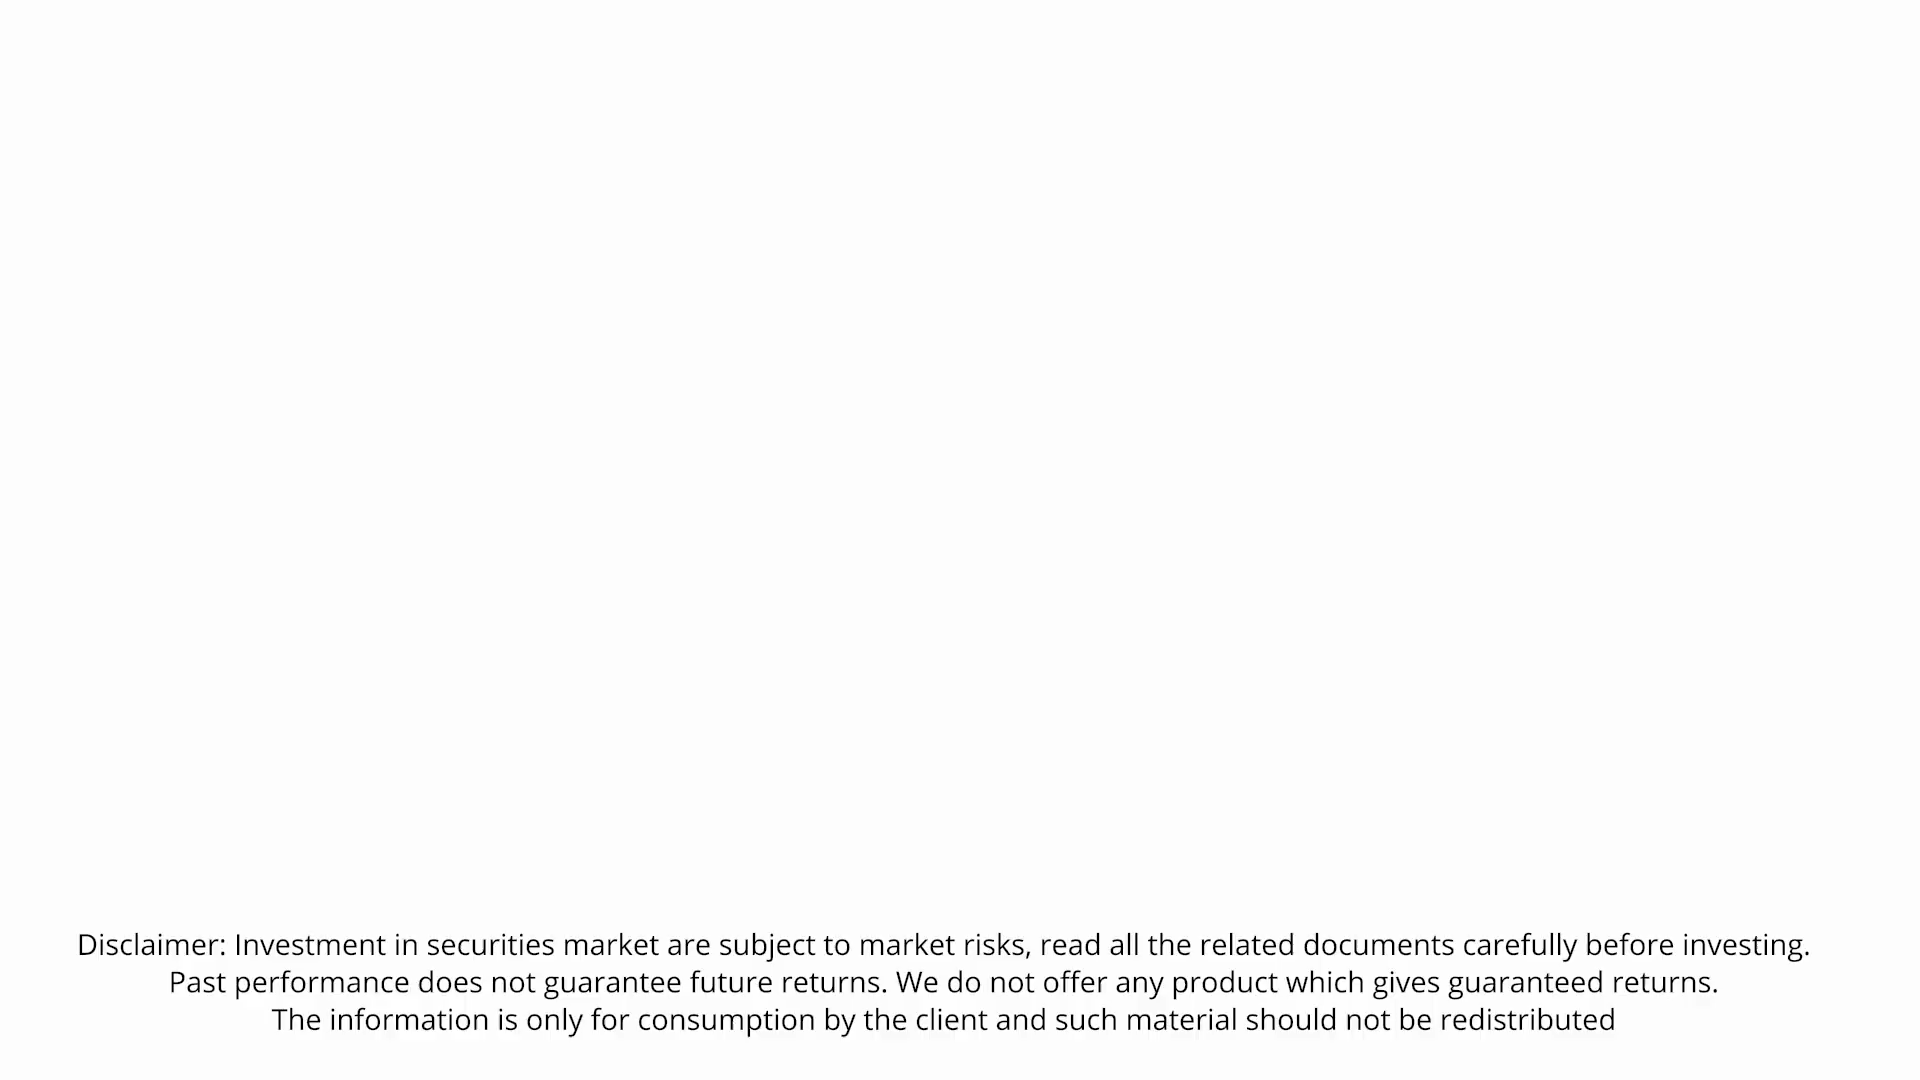 Disclaimer: Investment in securities market are subject to market risks, read all the related documents carefully before investing.
Past performance does not guarantee future returns. We do not offer any product which gives guaranteed returns.
The information is only for consumption by the client and such material should not be redistributed